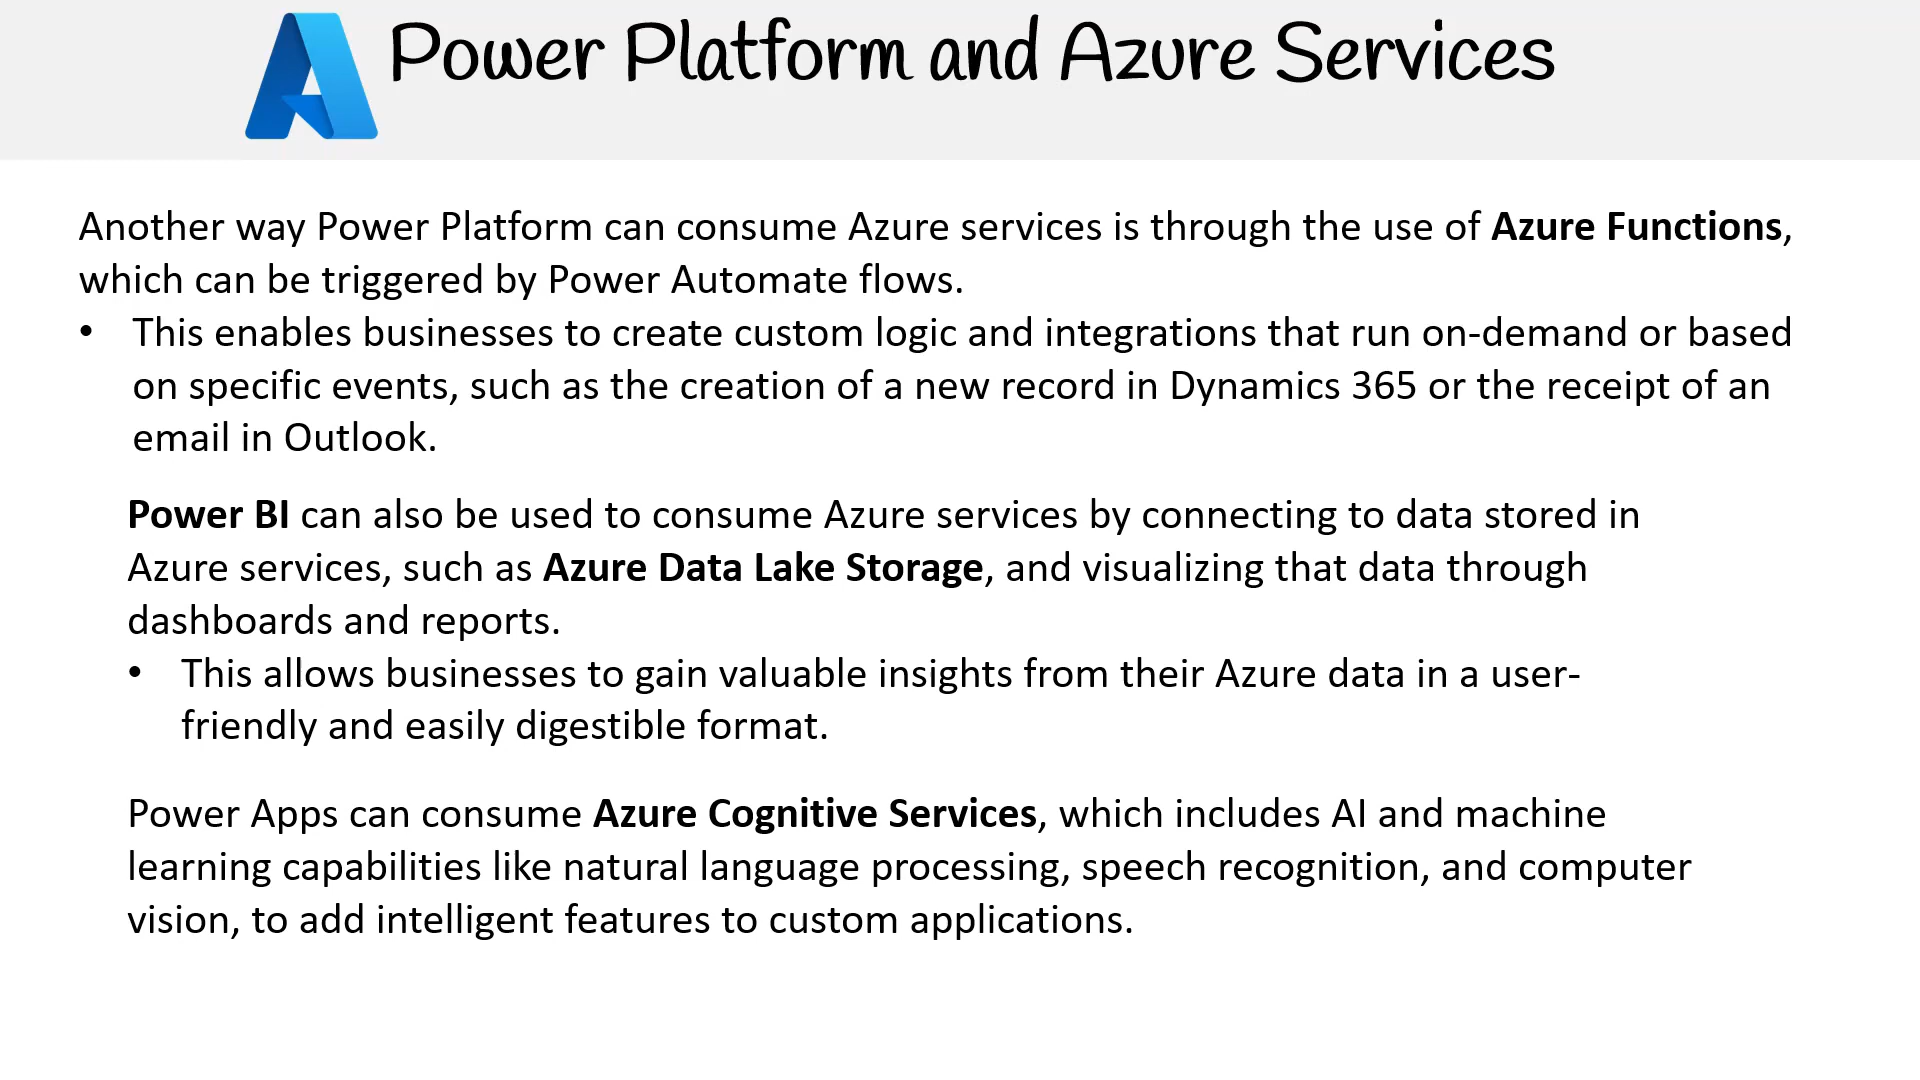 Power Platform and Azure Services
Another way Power Platform can consume Azure services is through the use of Azure Functions,
which can be triggered by Power Automate flows.
• This enables businesses to create custom logic and integrations that run on-demand or based
on specific events, such as the creation of a new record in Dynamics 365 or the receipt of an
email in Outlook.
Power BI can also be used to consume Azure services by connecting to data stored in
Azure services, such as Azure Data Lake Storage, and visualizing that data through
dashboards and reports.
• This allows businesses to gain valuable insights from their Azure data in a user-
friendly and easily digestible format.
Power Apps can consume Azure Cognitive Services, which includes AI and machine
learning capabilities like natural language processing, speech recognition, and computer
vision, to add intelligent features to custom applications.